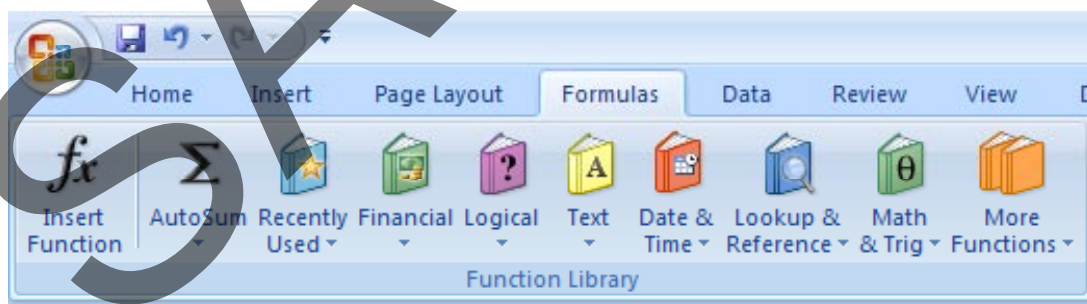 Home Insert Page Layout Formulas Data Review View
fx Σ ? A θ
Insert Function AutoSum Recently Used Financial Logical Text Date & Time Lookup & Reference Math & Trig More Functions
Function Library